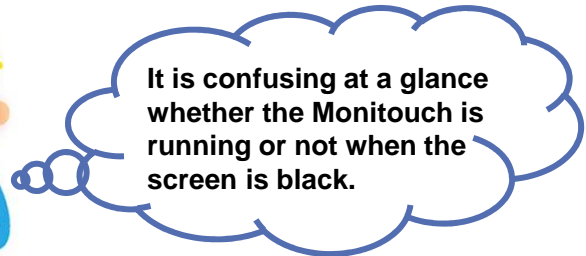 It is confusing at a glance
whether the Monitouch is
running or not when the
screen is black.